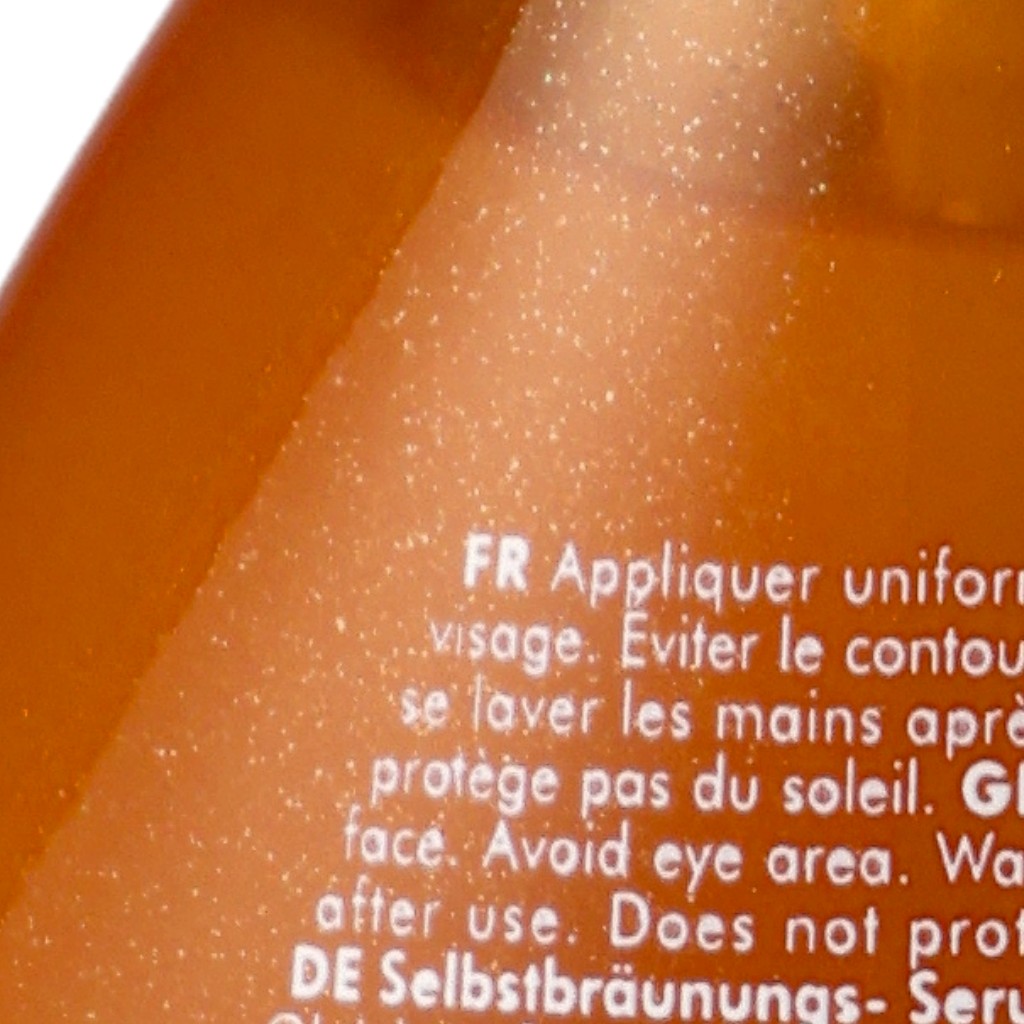 FR Appliquer unifor
visage. Éviter le contou
se laver les mains aprè
protège pas du soleil. G
face. Avoid eye area. Wa
after use. Does not prot
DE Selbstbräunungs- Seru